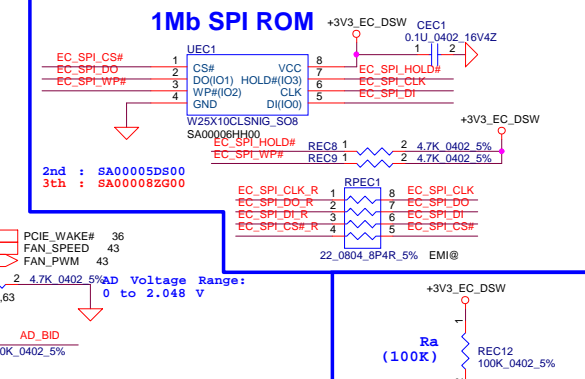 1Mb SPI ROM
+3V3_EC_DSW
CEC1
0.1U_0402_16V4Z
1 2
UEC1
EC_SPI_CS# 1 CS# VCC 8
EC_SPI_DO 2 DO(IO1) HOLD#(IO3) 7 EC_SPI_HOLD#
EC_SPI_WP# 3 WP#(IO2) CLK 6 EC_SPI_CLK
4 GND DI(IO0) 5 EC_SPI_DI
W25X10CLSNIG_SO8
SA00006HH00
+3V3_EC_DSW
EC_SPI_HOLD# REC8 1 2 4.7K_0402_5%
EC_SPI_WP# REC9 1 2 4.7K_0402_5%
2nd : SA00005DS00
3th : SA00008ZG00
RPEC1
EC_SPI_CLK_R 1 8 EC_SPI_CLK
EC_SPI_DO_R 2 7 EC_SPI_DO
EC_SPI_DI_R 3 6 EC_SPI_DI
EC_SPI_CS#_R 4 5 EC_SPI_CS#
22_0804_8P4R_5% EMI@
PCIE_WAKE# 36
FAN_SPEED 43
FAN_PWM 43
2 4.7K_0402_5%
,63
AD Voltage Range:
0 to 2.048 V
AD_BID
0K_0402_5%
+3V3_EC_DSW
1
Ra
(100K)
REC12
100K_0402_5%